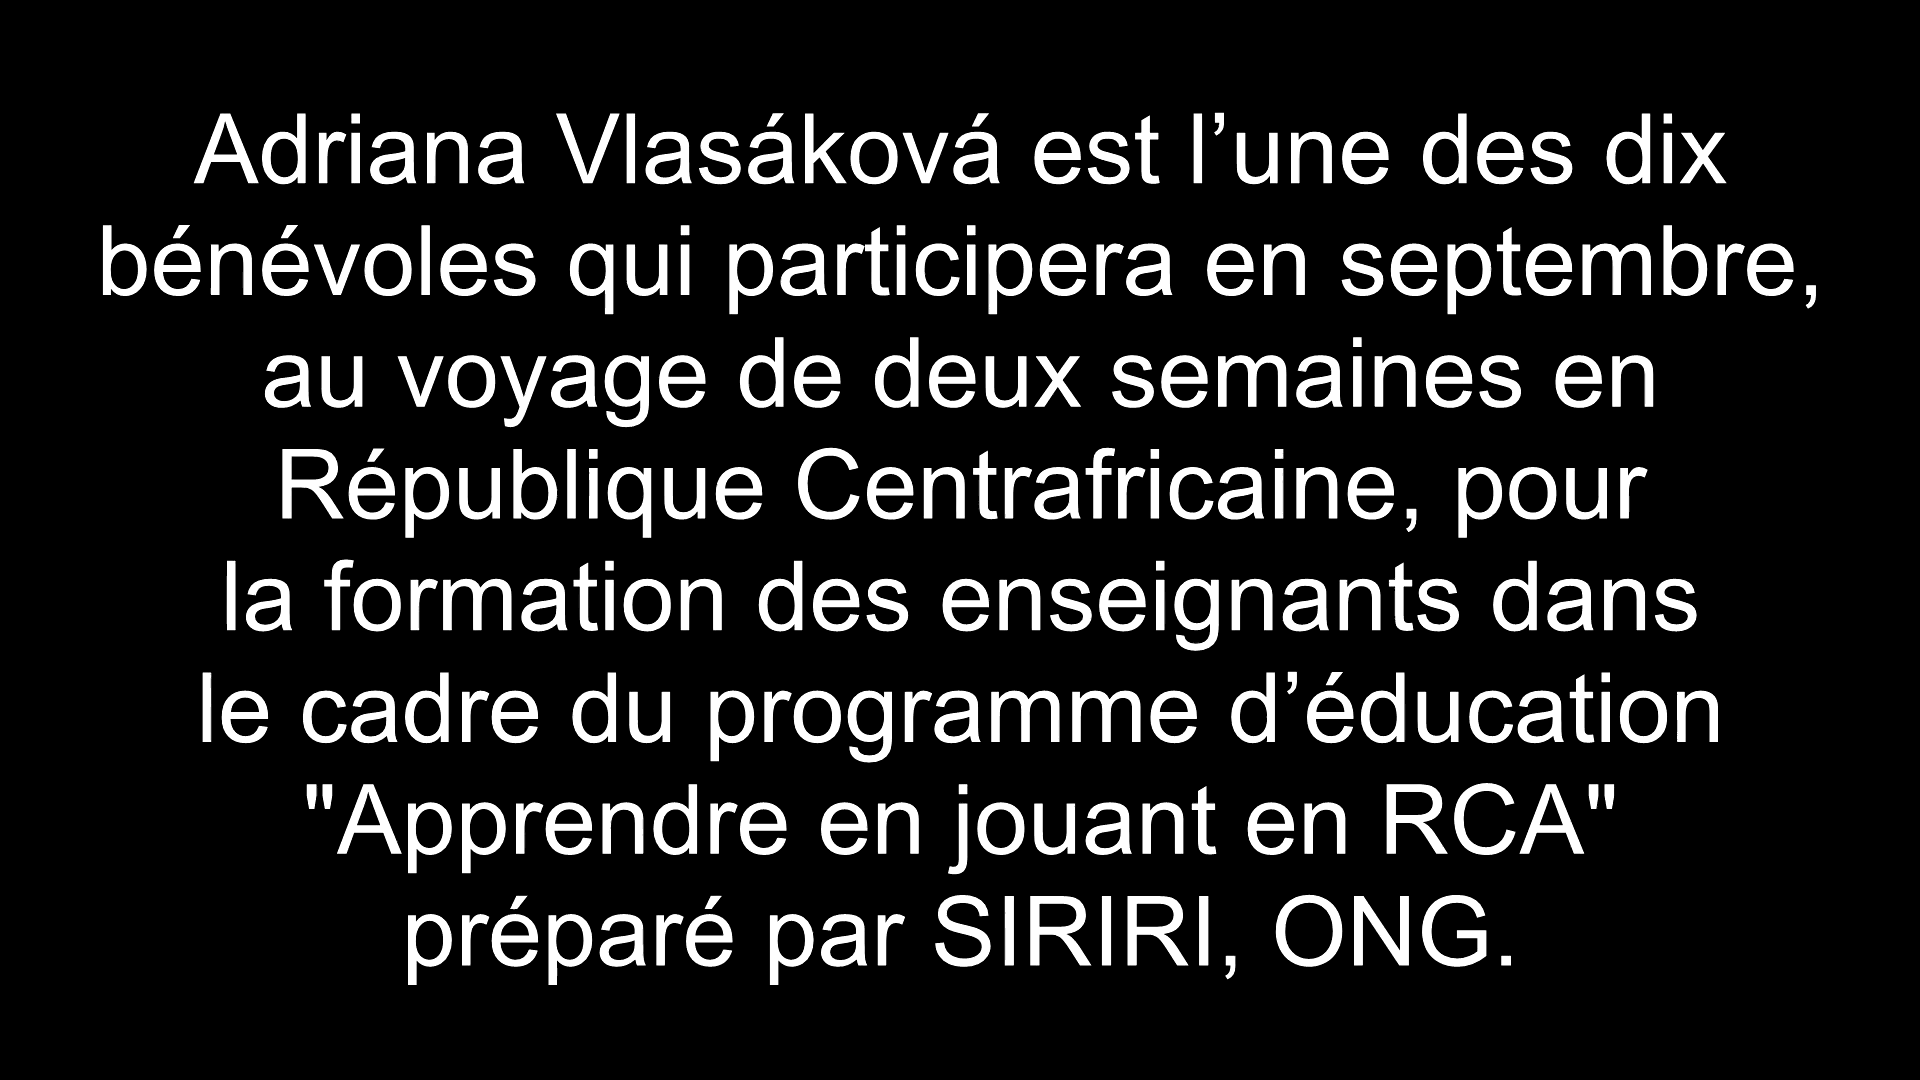 Adriana Vlasáková est l’une des dix
bénévoles qui participera en septembre,
au voyage de deux semaines en
République Centrafricaine, pour
la formation des enseignants dans
le cadre du programme d’éducation
"Apprendre en jouant en RCA"
préparé par SIRIRI, ONG.